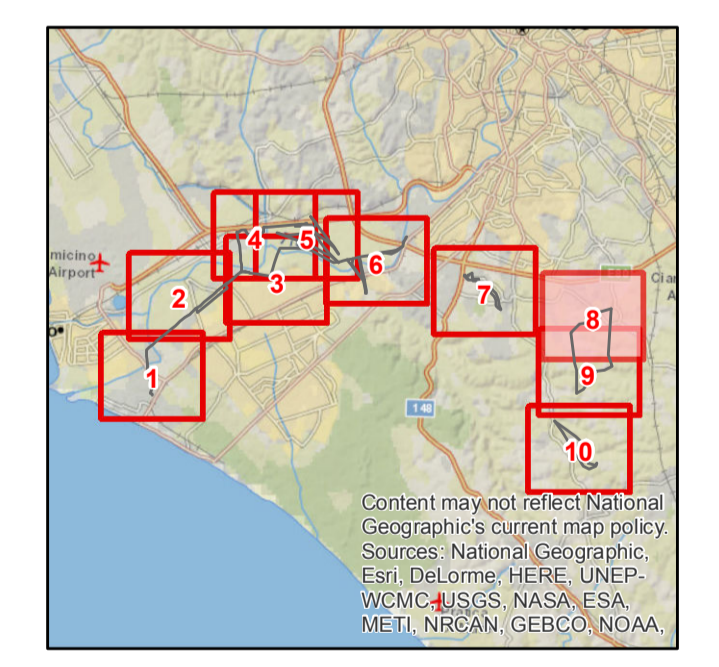 micino
Airport
4
5
6
3
2
7
Cia
A
8
1
9
148
10
Content may not reflect National
Geographic's current map policy.
Sources: National Geographic,
Esri, DeLorme, HERE, UNEP-
WCMC, USGS, NASA, ESA,
METI, NRCAN, GEBCO, NOAA,